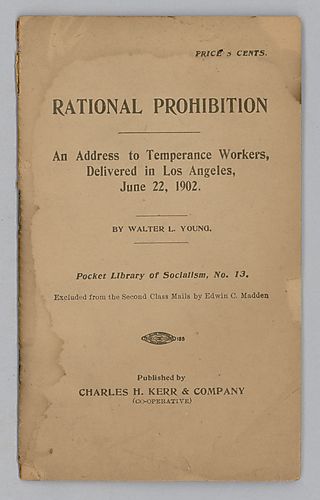 PRICE 5 CENTS.
RATIONAL PROHIBITION
An Address to Temperance Workers,
Delivered in Los Angeles,
June 22, 1902.
BY WALTER L. YOUNG.
Pocket Library of Socialism, No. 13.
Excluded from the Second Class Mails by Edwin C. Madden
Published by
CHARLES H. KERR & COMPANY
(CO-OPERATIVE)